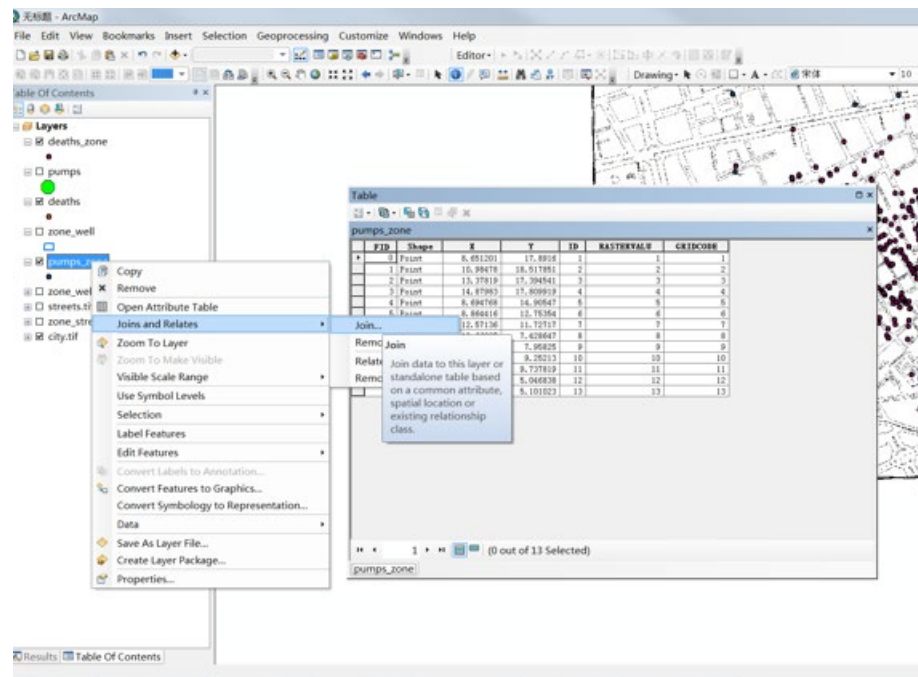 无标题 - ArcMap
File Edit View Bookmarks Insert Selection Geoprocessing Customize Windows Help
Editor
Drawing A 宋体 10
Table Of Contents
Layers
deaths_zone
pumps
deaths
zone_well
pumps_zone
zone_wel
streets.ti
zone_stre
city.tif
Copy
Remove
Open Attribute Table
Joins and Relates
Zoom To Layer
Zoom To Make Visible
Visible Scale Range
Use Symbol Levels
Selection
Label Features
Edit Features
Convert Labels to Annotation...
Convert Features to Graphics...
Convert Symbology to Representation...
Data
Save As Layer File...
Create Layer Package...
Properties...
Join...
Remo
Relate
Remo
Join
Join data to this layer or
standalone table based
on a common attribute,
spatial location or
existing relationship
class.
Table
pumps_zone
FID Shape X Y ID RASTERVALU GRIDCODE
0 Point 8.651201 17.8916 1 1 1
1 Point 10.98478 18.517851 2 2 2
2 Point 13.37819 17.394541 3 3 3
3 Point 14.87983 17.809919 4 4 4
4 Point 8.694768 14.90547 5 5 5
5 Point 8.864416 12.75354 6 6 6
12.57136 11.72717 7 7 7
7.428647 8 8 8
7.95825 9 9 9
9.25213 10 10 10
9.737819 11 11 11
5.046838 12 12 12
5.101023 13 13 13
1 (0 out of 13 Selected)
pumps_zone
Results Table Of Contents